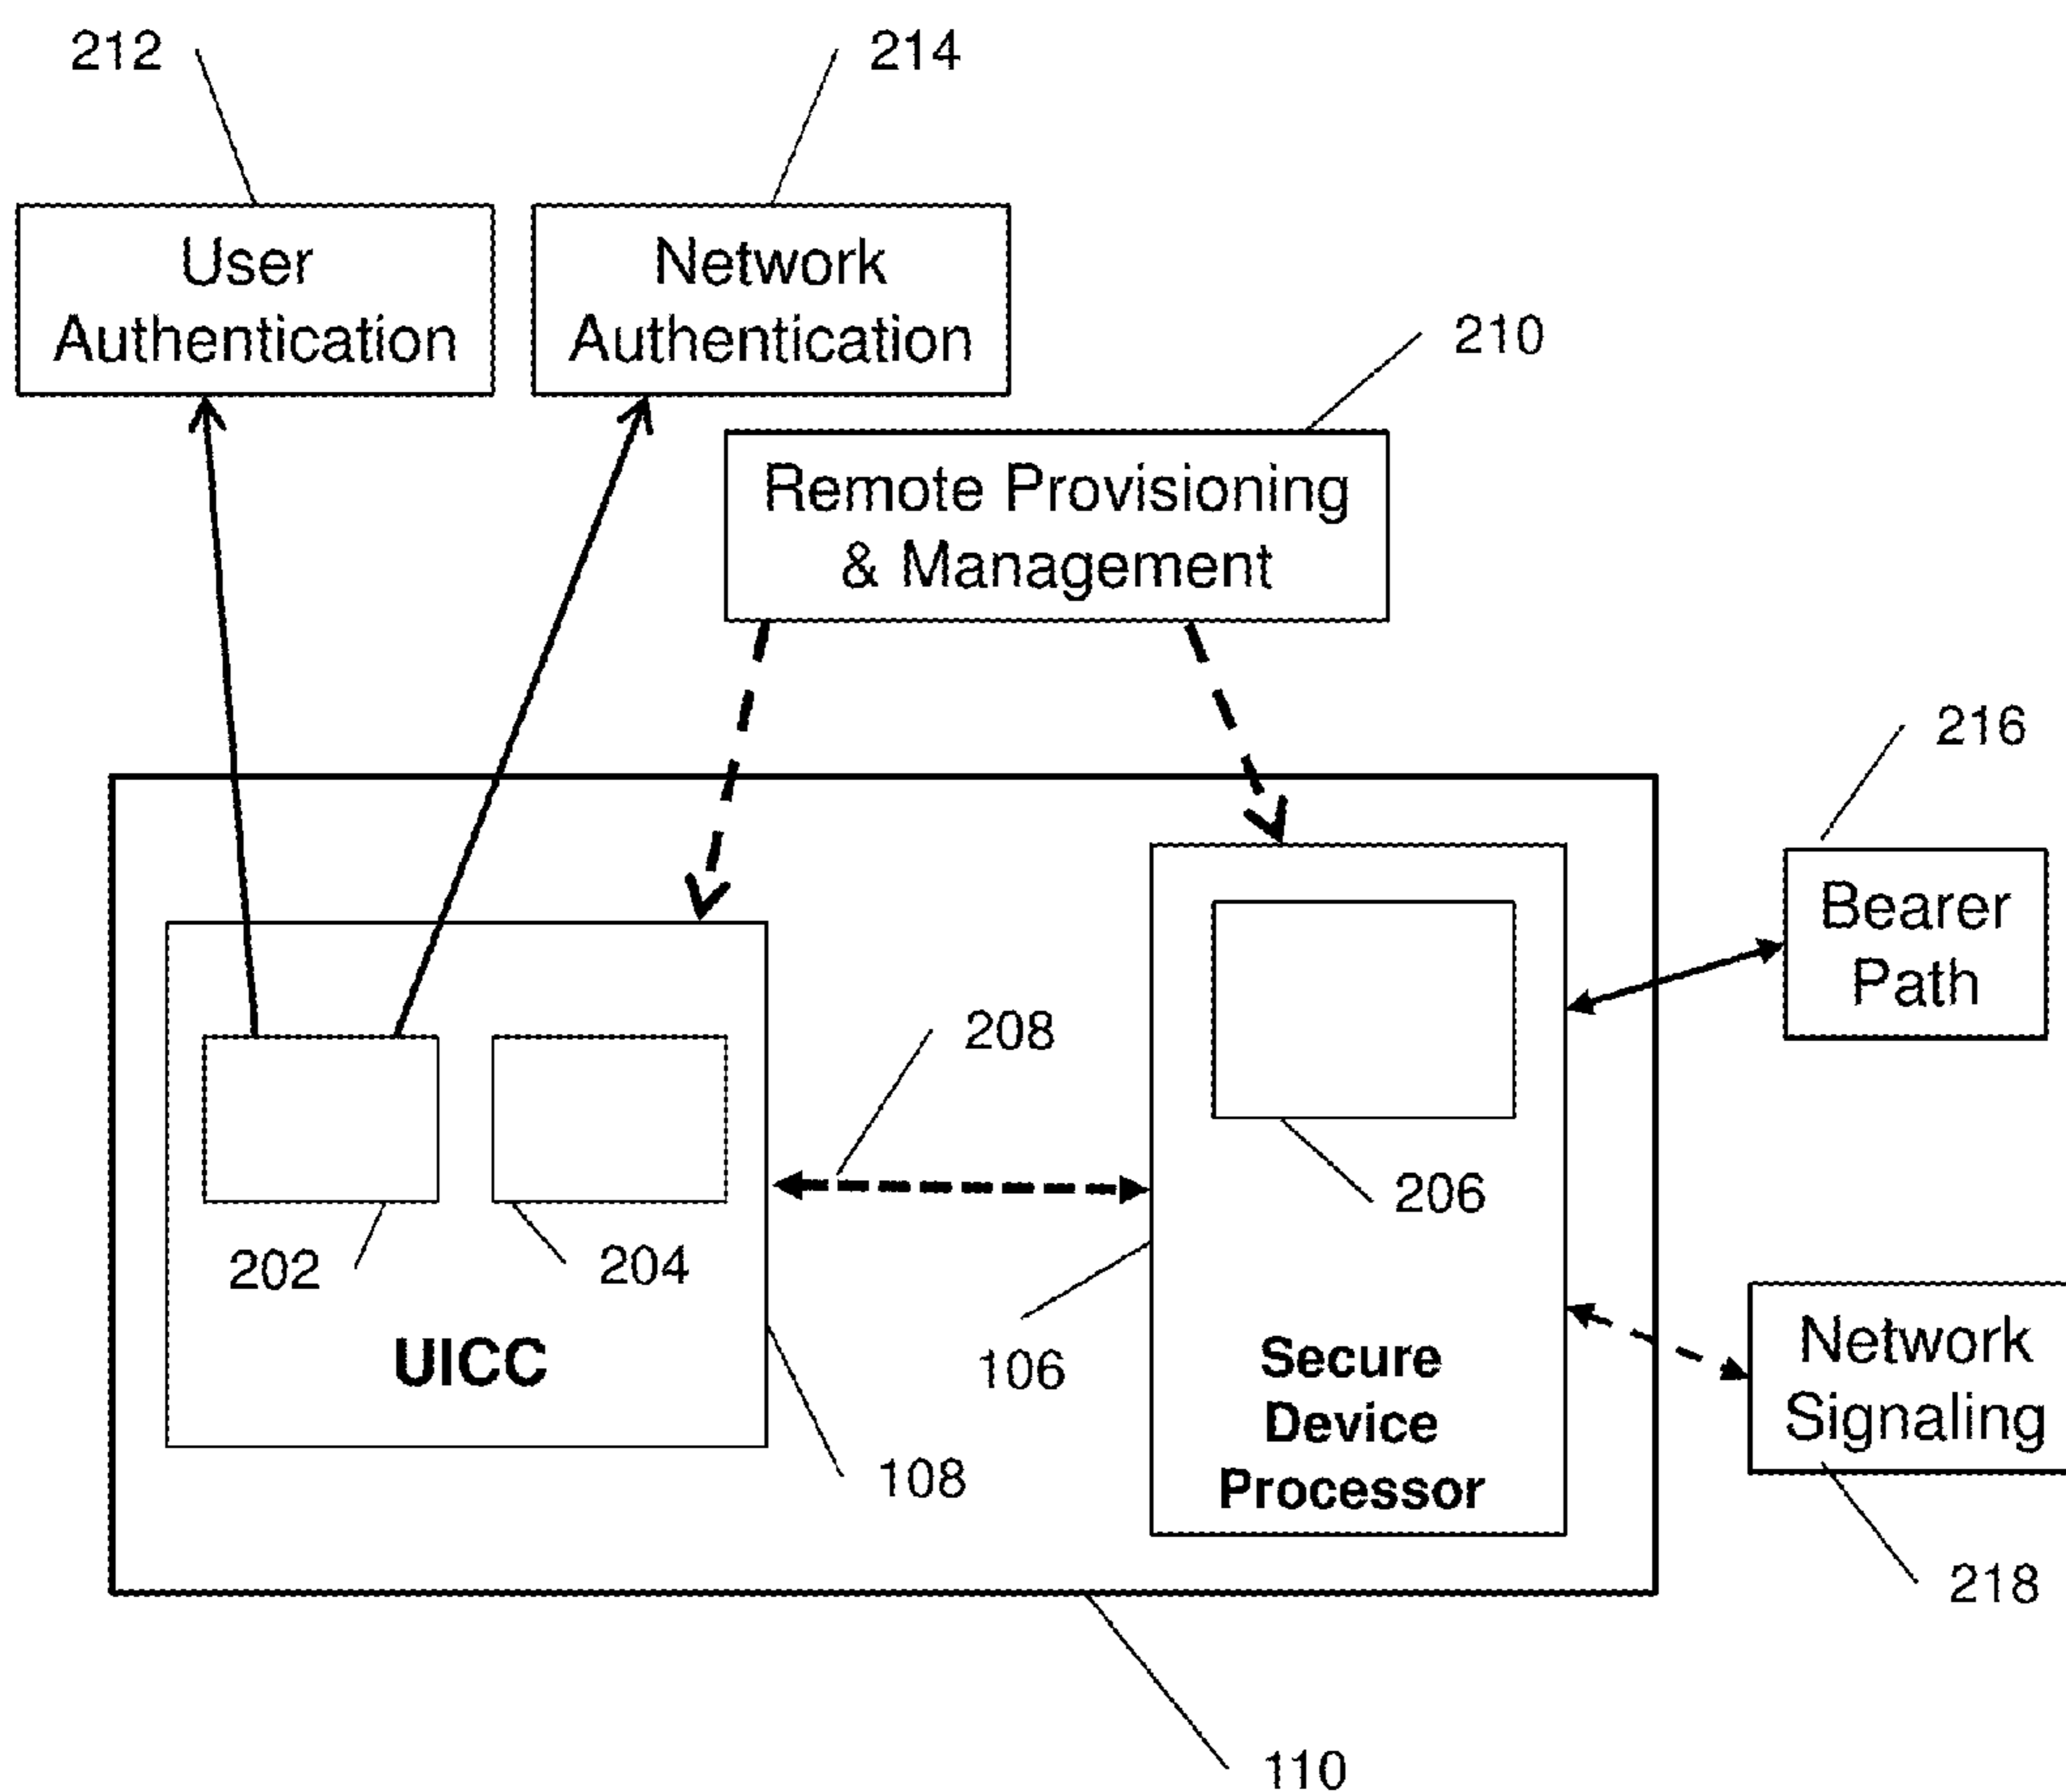 212
214
User
Authentication
Network
Authentication
210
Remote Provisioning
& Management
216
Bearer
Path
208
206
202
204
UICC
106
Secure
Device
Processor
108
Network
Signaling
218
110